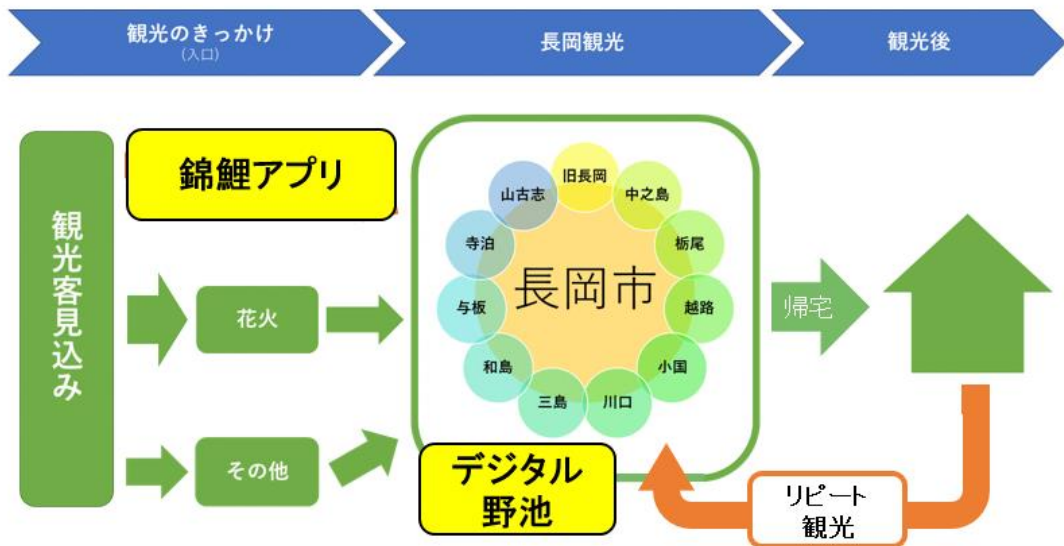 観光のきっかけ
(入口)
長岡観光
観光後
観光客見込み
錦鯉アプリ
花火
その他
旧長岡
中之島
栃尾
越路
小国
川口
三島
和島
与板
寺泊
山古志
長岡市
デジタル
野池
帰宅
リピート
観光